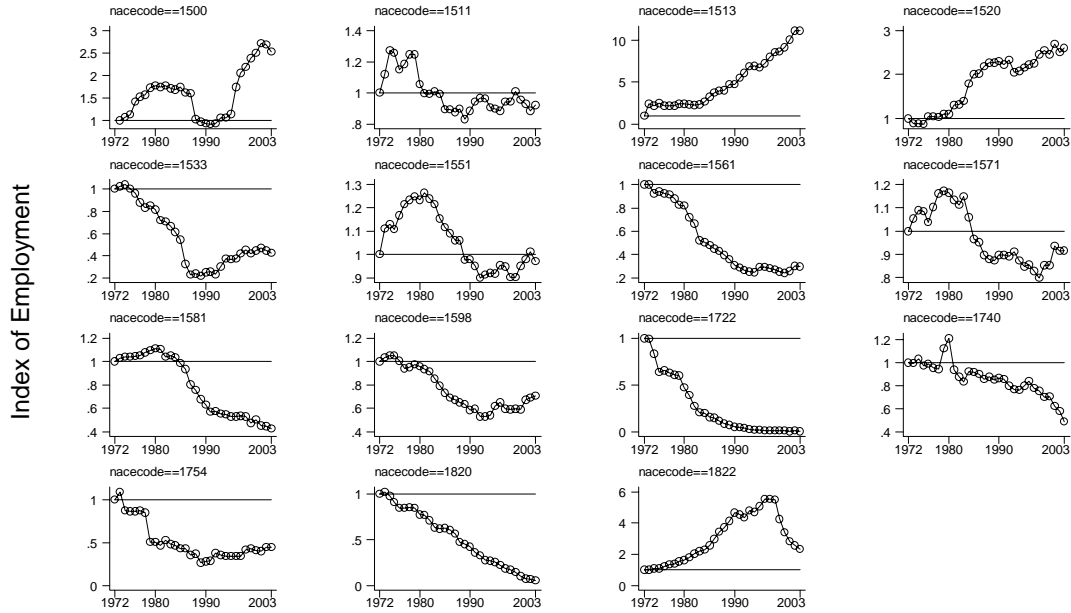 Index of Employment
nacecode==1500
3
2.5
2
1.5
1
1972 1980 1990 2003
nacecode==1511
1.4
1.2
1
.8
1972 1980 1990 2003
nacecode==1513
10
5
0
1972 1980 1990 2003
nacecode==1520
3
2
1
1972 1980 1990 2003
nacecode==1533
1
.8
.6
.4
.2
1972 1980 1990 2003
nacecode==1551
1.3
1.2
1.1
1
.9
1972 1980 1990 2003
nacecode==1561
1
.8
.6
.4
.2
1972 1980 1990 2003
nacecode==1571
1.2
1.1
1
.9
.8
1972 1980 1990 2003
nacecode==1581
1.2
1
.8
.6
.4
1972 1980 1990 2003
nacecode==1598
1.2
1
.8
.6
.4
1972 1980 1990 2003
nacecode==1722
1
.5
0
1972 1980 1990 2003
nacecode==1740
1.2
1
.8
.6
.4
1972 1980 1990 2003
nacecode==1754
1
.5
0
1972 1980 1990 2003
nacecode==1820
1
.5
0
1972 1980 1990 2003
nacecode==1822
6
4
2
0
1972 1980 1990 2003